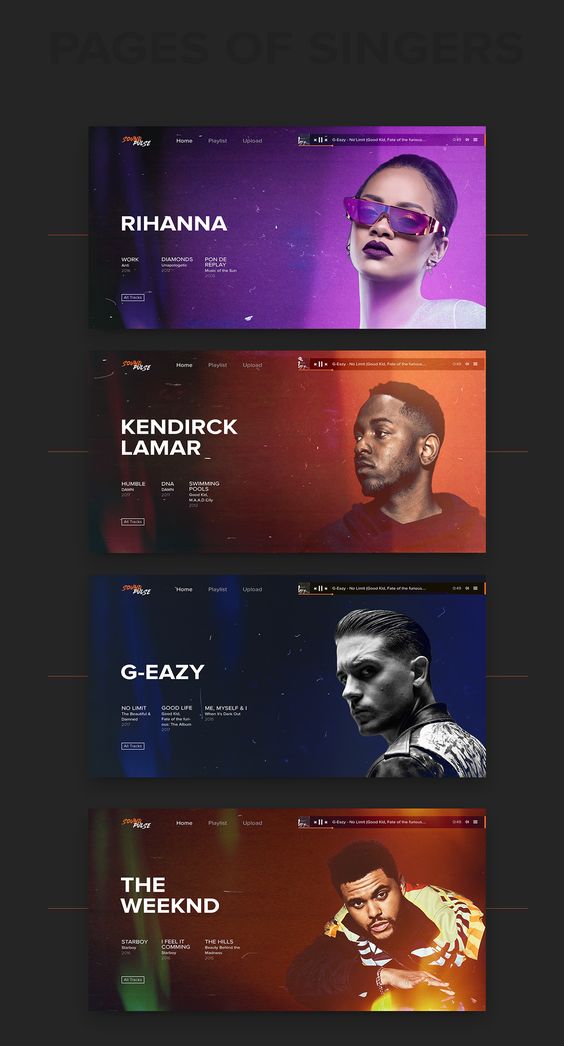 PAGES OF SINGERS
SOUND
PULSE
Home Playlist Upload
G-Eazy - No Limit (Good Kid, Fate of the furious...
0:49
RIHANNA
WORK DIAMONDS PON DE
REPLAY
Anti Unapologetic Music of the Sun
2016 2012
All Tracks
SOUND
PULSE
Home Playlist Upload
G-Eazy - No Limit (Good Kid, Fate of the furious...
0:49
KENDIRCK
LAMAR
HUMBLE DNA SWIMMING
POOLS
DAMN DAMN Good Kid,
M.A.A.D City
2017 2017 2012
All Tracks
SOUND
PULSE
Home Playlist Upload
G-Eazy - No Limit (Good Kid, Fate of the furious...
0:49
G-EAZY
NO LIMIT GOOD LIFE ME, MYSELF & I
The Beautiful & Good Kid, When It's Dark Out
Damned Fate of the furi-
ous: The Album
2017 2017 2015
All Tracks
SOUND
PULSE
Home Playlist Upload
G-Eazy - No Limit (Good Kid, Fate of the furious...
0:49
THE
WEEKND
STARBOY I FEEL IT THE HILLS
COMMING
Starboy Starboy Beauty Behind the
Madness
2016 2016 2015
All Tracks